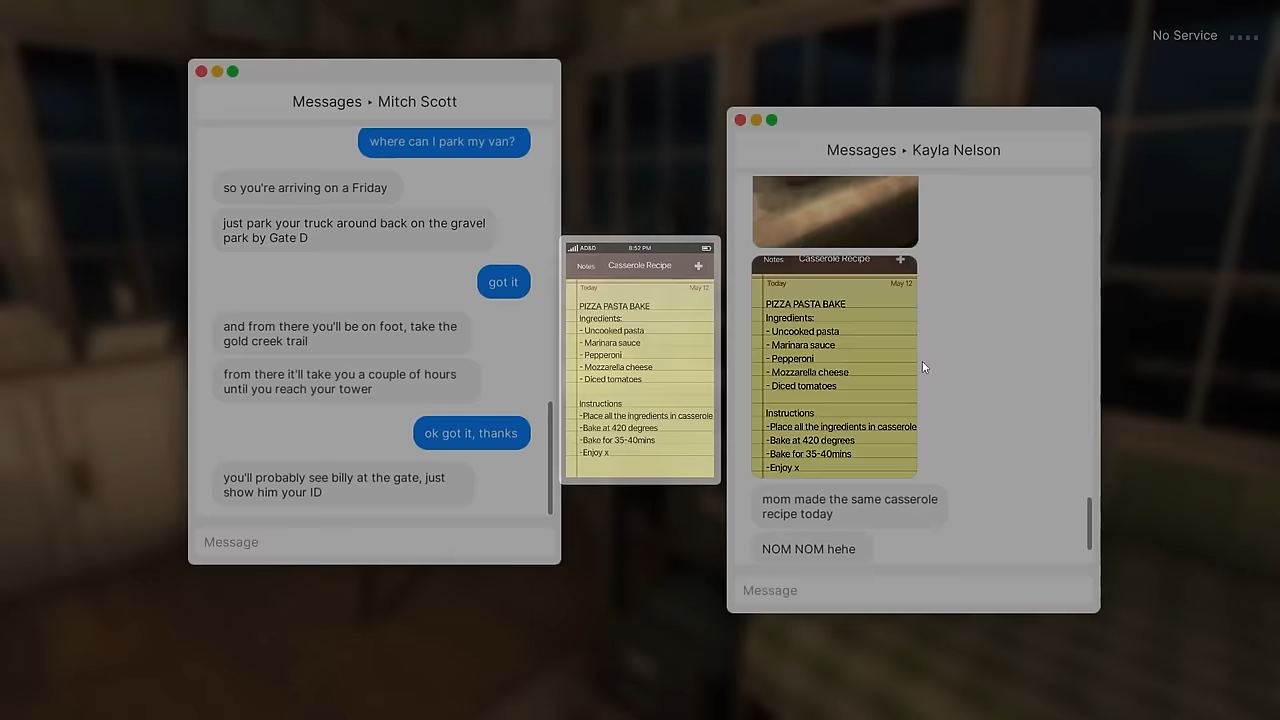 No Service
Messages ▸ Mitch Scott
where can I park my van?
so you're arriving on a Friday
just park your truck around back on the gravel
park by Gate D
got it
and from there you'll be on foot, take the
gold creek trail
from there it'll take you a couple of hours
until you reach your tower
ok got it, thanks
you'll probably see billy at the gate, just
show him your ID
Message
AD&D 8:52 PM
Notes Casserole Recipe +
Today May 12
PIZZA PASTA BAKE
Ingredients:
- Uncooked pasta
- Marinara sauce
- Pepperoni
- Mozzarella cheese
- Diced tomatoes
Instructions
-Place all the ingredients in casserole
-Bake at 420 degrees
-Bake for 35-40mins
-Enjoy x
Messages ▸ Kayla Nelson
Notes Casserole Recipe +
Today May 12
PIZZA PASTA BAKE
Ingredients:
- Uncooked pasta
- Marinara sauce
- Pepperoni
- Mozzarella cheese
- Diced tomatoes
Instructions
-Place all the ingredients in casserole
-Bake at 420 degrees
-Bake for 35-40mins
-Enjoy x
mom made the same casserole
recipe today
NOM NOM hehe
Message